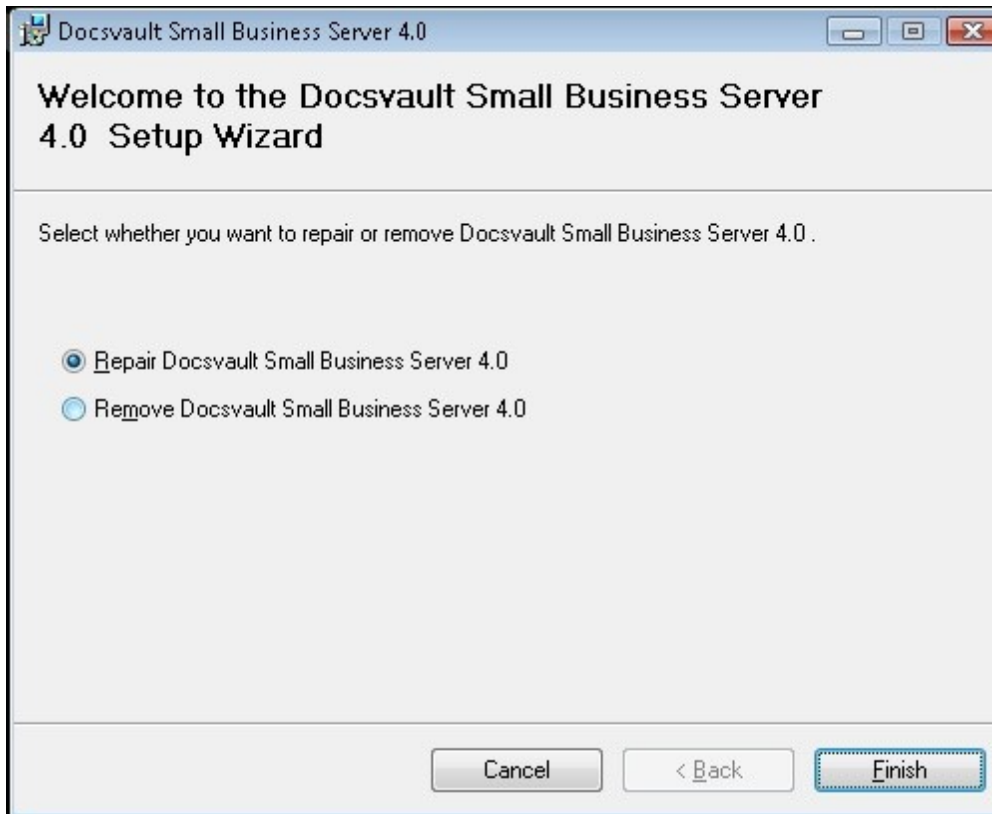 Docsvault Small Business Server 4.0
Welcome to the Docsvault Small Business Server
4.0 Setup Wizard
Select whether you want to repair or remove Docsvault Small Business Server 4.0 .
Repair Docsvault Small Business Server 4.0
Remove Docsvault Small Business Server 4.0
Cancel
< Back
Finish